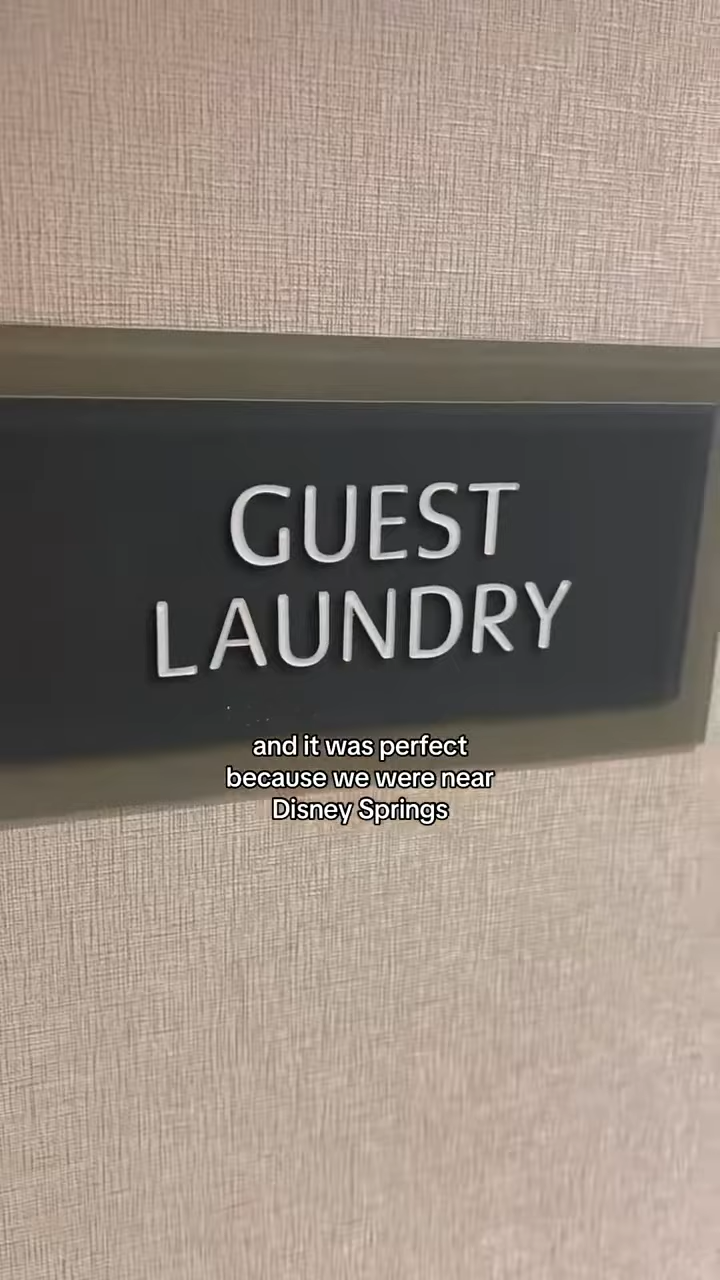 GUEST
LAUNDRY
and it was perfect
because we were near
Disney Springs